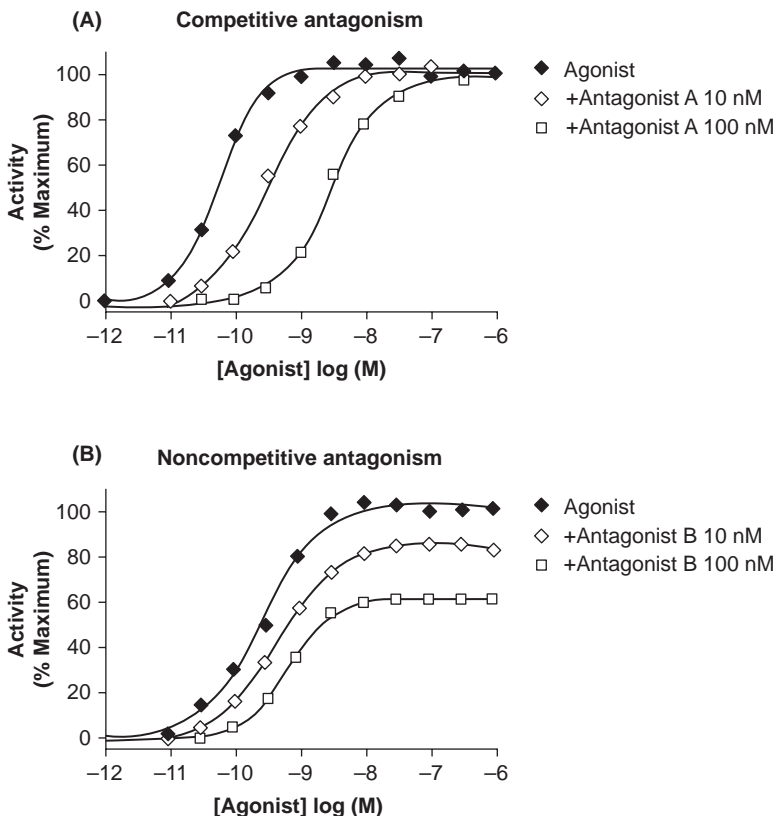 (A) Competitive antagonism
100
80
60
40
20
0
Activity
(% Maximum)
–12 –11 –10 –9 –8 –7 –6
[Agonist] log (M)
Agonist
+Antagonist A 10 nM
+Antagonist A 100 nM
(B) Noncompetitive antagonism
100
80
60
40
20
0
Activity
(% Maximum)
–12 –11 –10 –9 –8 –7 –6
[Agonist] log (M)
Agonist
+Antagonist B 10 nM
+Antagonist B 100 nM